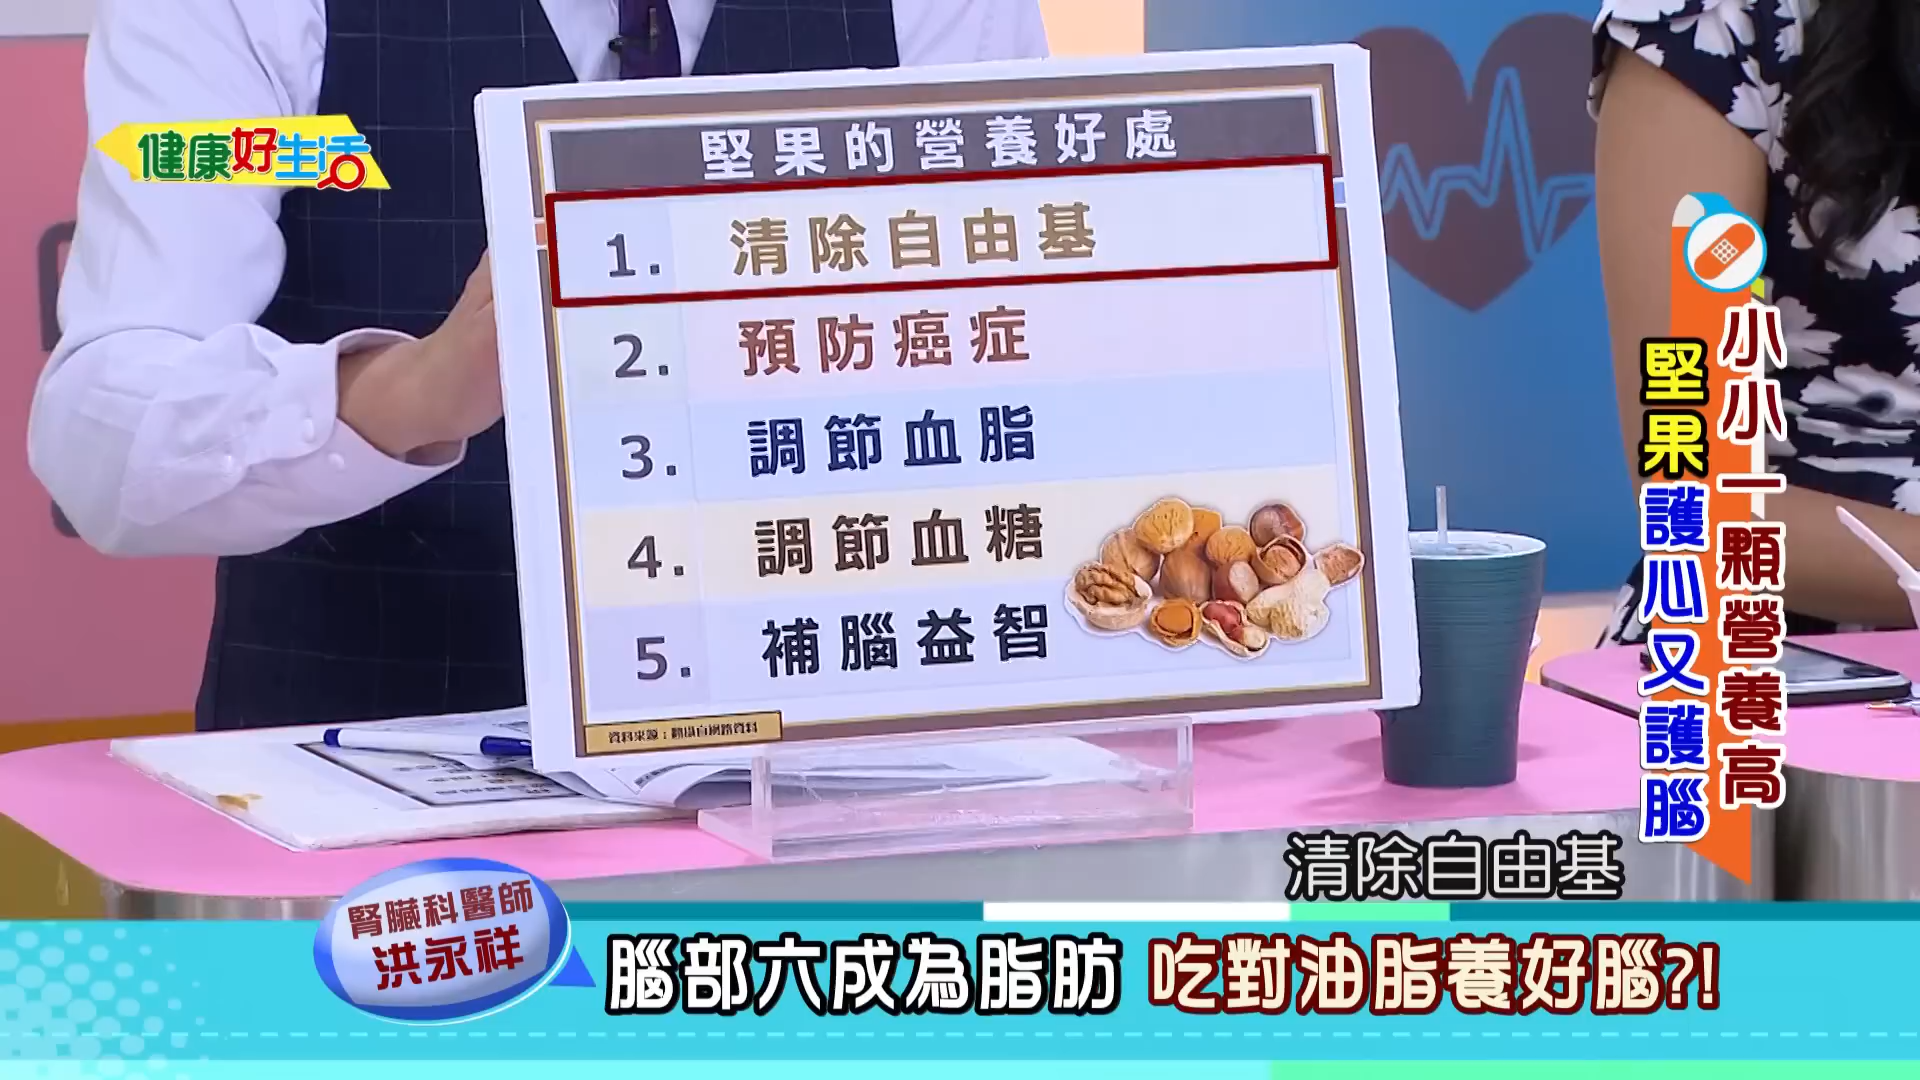 健康好生活
堅果的營養好處
1. 清除自由基
2. 預防癌症
3. 調節血脂
4. 調節血糖
5. 補腦益智
資料來源：
小小一顆營養高
堅果護心又護腦
清除自由基
腎臟科醫師
洪永祥
腦部六成為脂肪 吃對油脂養好腦?!